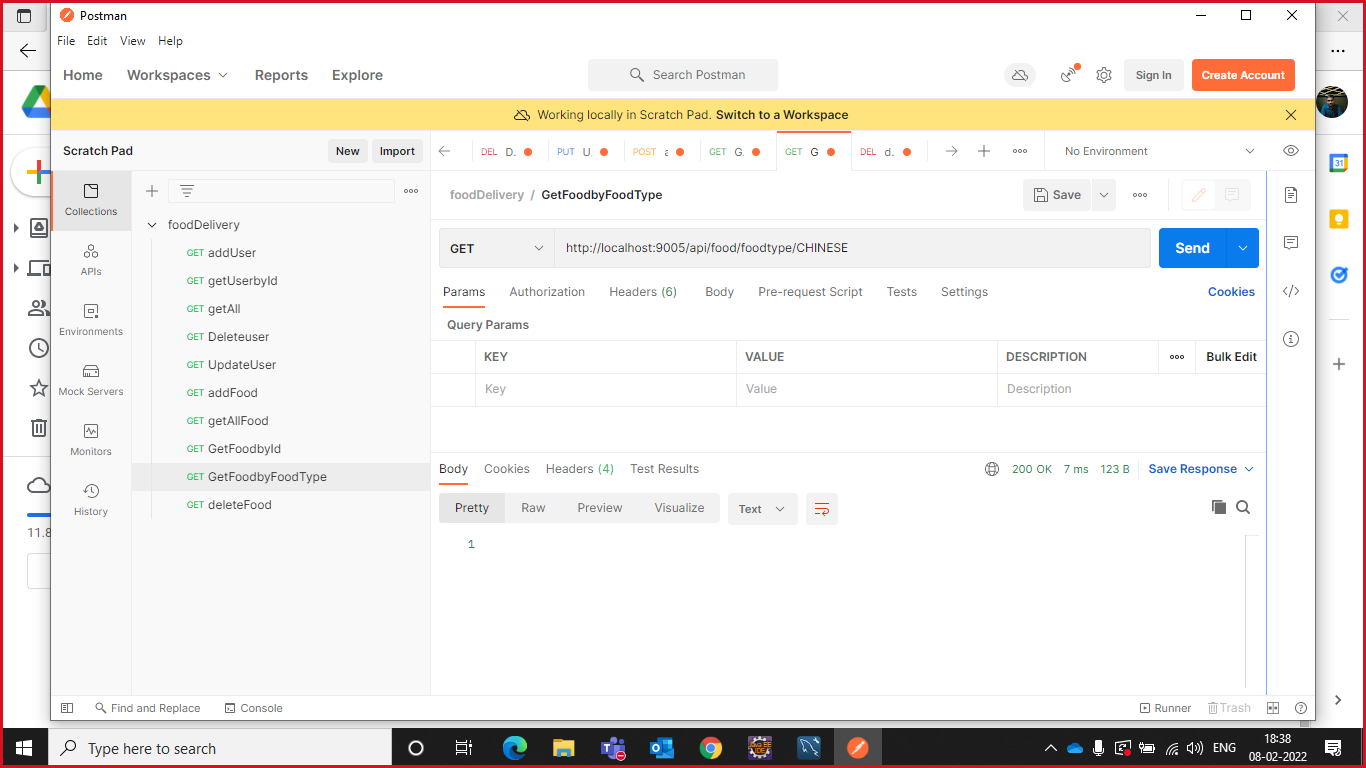 Postman
File Edit View Help
Home Workspaces Reports Explore
Search Postman
Sign In
Create Account
Working locally in Scratch Pad. Switch to a Workspace
Scratch Pad
New
Import
DEL D.
PUT U
POST a
GET G.
GET G
DEL d.
No Environment
Collections
APIs
Environments
Mock Servers
Monitors
History
foodDelivery
GET addUser
GET getUserbyId
GET getAll
GET Deleteuser
GET UpdateUser
GET addFood
GET getAllFood
GET GetFoodbyId
GET GetFoodbyFoodType
GET deleteFood
foodDelivery / GetFoodbyFoodType
Save
GET
http://localhost:9005/api/food/foodtype/CHINESE
Send
Params Authorization Headers (6) Body Pre-request Script Tests Settings
Cookies
Query Params
KEY VALUE DESCRIPTION
Bulk Edit
Key Value Description
Body Cookies Headers (4) Test Results
200 OK 7 ms 123 B
Save Response
Pretty Raw Preview Visualize
Text
1
31
11.8
Find and Replace
Console
Runner
Trash
Type here to search
ENG
18:38
08-02-2022